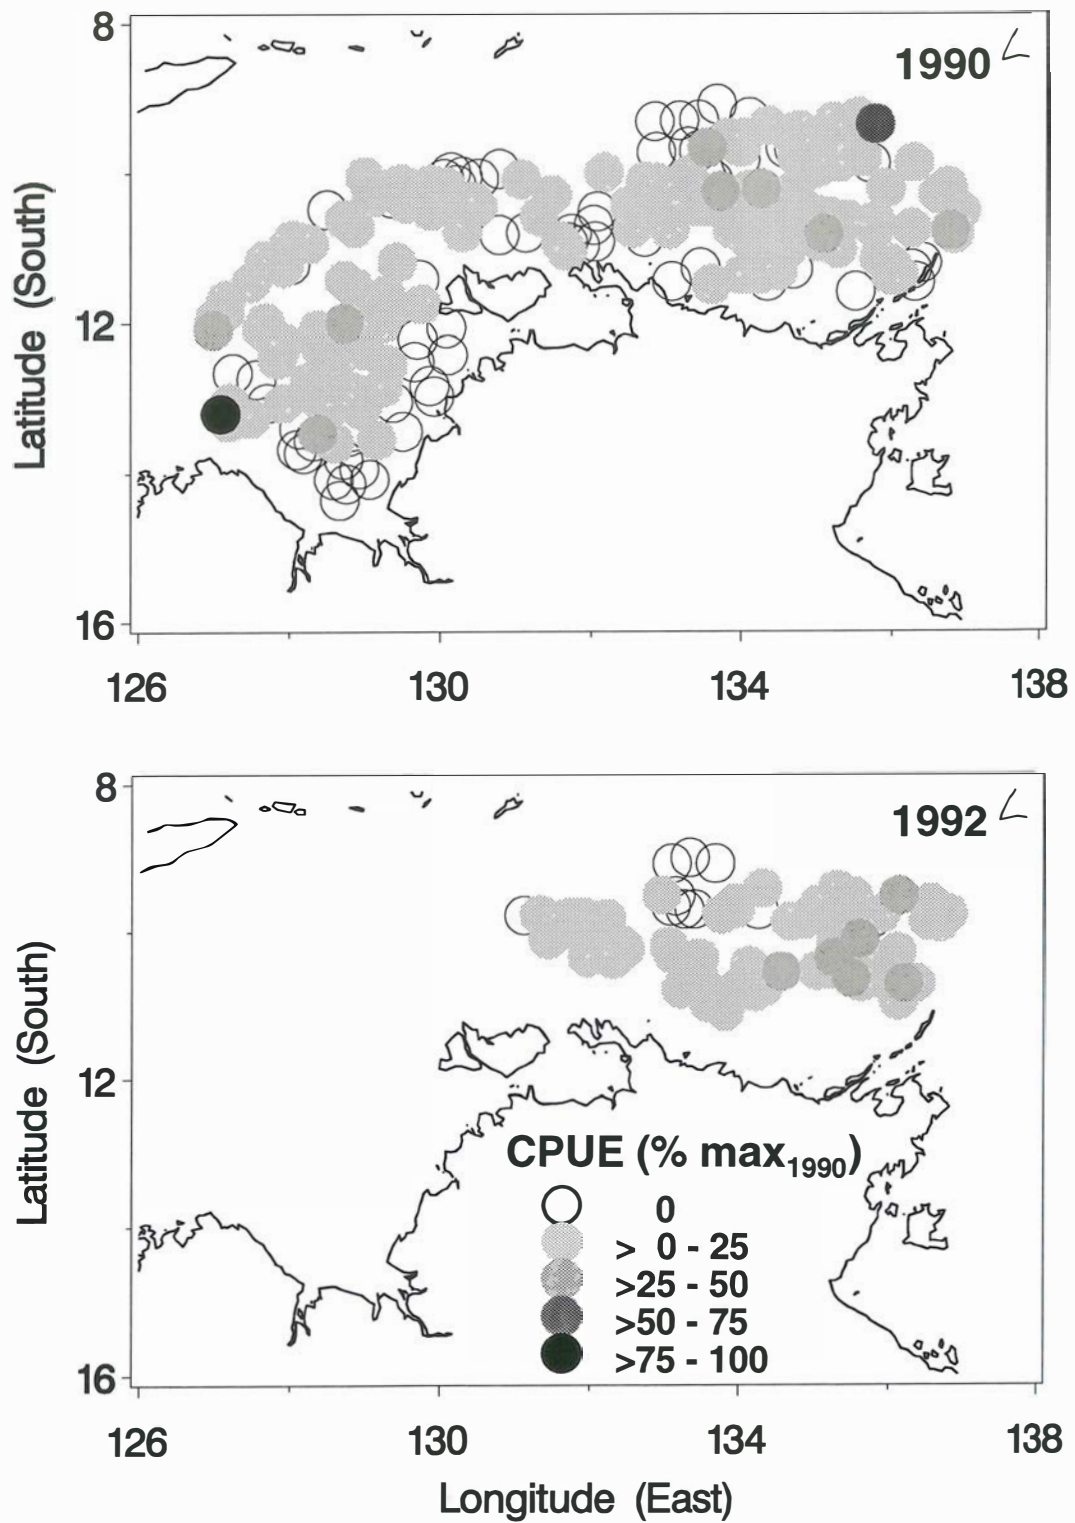 8
12
16
Latitude (South)
1990
126 130 134 138
8
12
16
Latitude (South)
1992
CPUE (% max1990)
0
> 0 - 25
>25 - 50
>50 - 75
>75 - 100
126 130 134 138
Longitude (East)